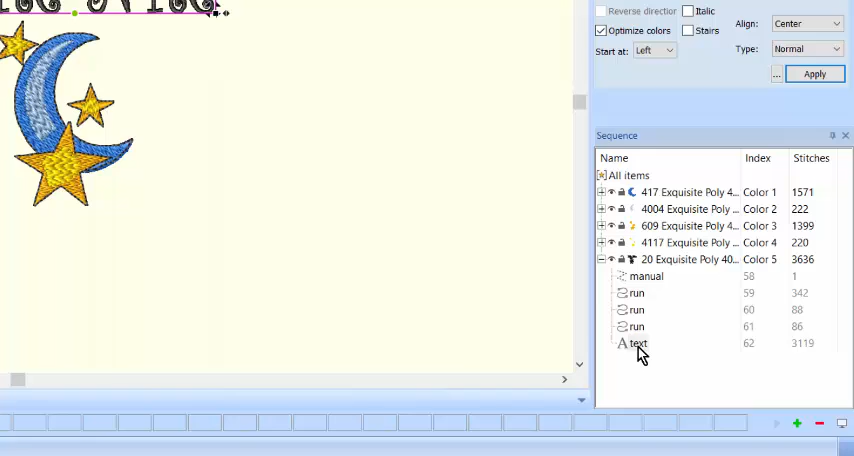 Reverse direction Italic
Optimize colors Stairs
Start at: Left
Align: Center
Type: Normal
... Apply
Sequence
Name Index Stitches
All items
417 Exquisite Poly 4... Color 1 1571
4004 Exquisite Poly ... Color 2 222
609 Exquisite Poly 4... Color 3 1399
4117 Exquisite Poly ... Color 4 220
20 Exquisite Poly 40... Color 5 3636
manual 58 1
run 59 342
run 60 88
run 61 86
text 62 3119